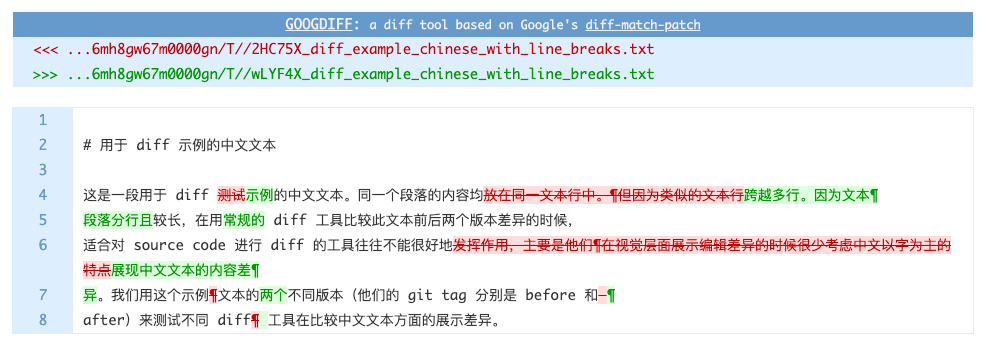 GOOGDIFF: a diff tool based on Google's diff-match-patch
<<< ...6mh8gw67m0000gn/T//2HC75X_diff_example_chinese_with_line_breaks.txt
>>> ...6mh8gw67m0000gn/T//wLYF4X_diff_example_chinese_with_line_breaks.txt
1
2 # 用于 diff 示例的中文文本
3
4 这是一段用于 diff 测试示例的中文文本。同一个段落的内容均放在同一文本行中。¶但因为类似的文本行跨越多行。因为文本¶
5 段落分行且较长，在用常规的 diff 工具比较此文本前后两个版本差异的时候，
6 适合对 source code 进行 diff 的工具往往不能很好地发挥作用，主要是他们¶在视觉层面展示编辑差异的时候很少考虑中文以字为主的
特点展现中文文本的内容差¶
7 异。我们用这个示例¶文本的两个不同版本（他们的 git tag 分别是 before 和 ¶
8 after）来测试不同 diff¶ 工具在比较中文文本方面的展示差异。